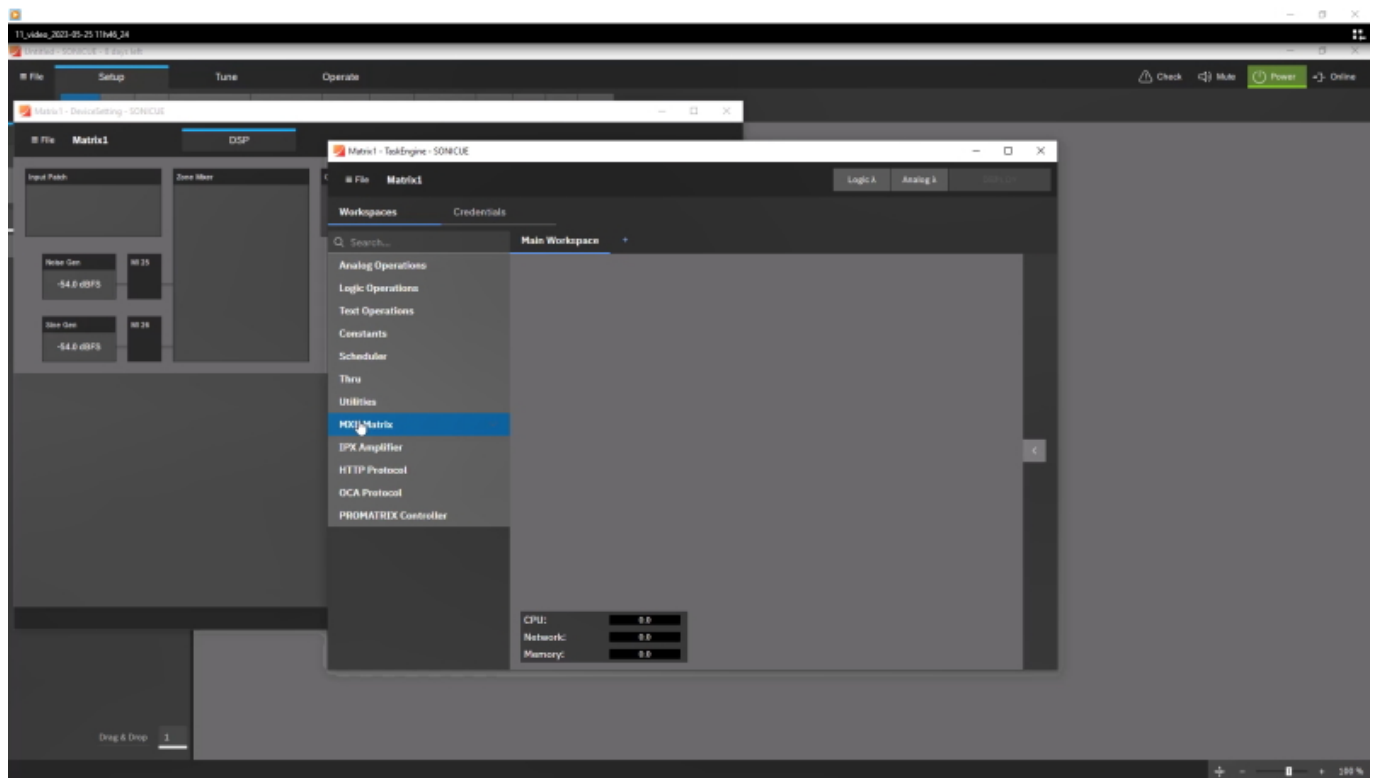 11_video_2023-05-25 11h46_24
Untitled - SONICUE - 8 days left
File Setup Tune Operate Check Mute Power Online
Matrix1 - DeviceSetting - SONICUE
File Matrix1 DSP
Matrix1 - TaskEngine - SONICUE
Input Patch Zone Mixer
File Matrix1 Logic λ Analog λ
Workspaces Credentials
Search... Main Workspace +
Analog Operations
Noise Gen NI 25
-54.0 dBFS
Logic Operations
Text Operations
Sine Gen NI 26
-54.0 dBFS
Constants
Scheduler
Thru
Utilities
MXU Matrix
IPX Amplifier
HTTP Protocol
OCA Protocol
PROMATRIX Controller
CPU: 0.0
Network: 0.0
Memory: 0.0
Drag & Drop 1
- + 100 %